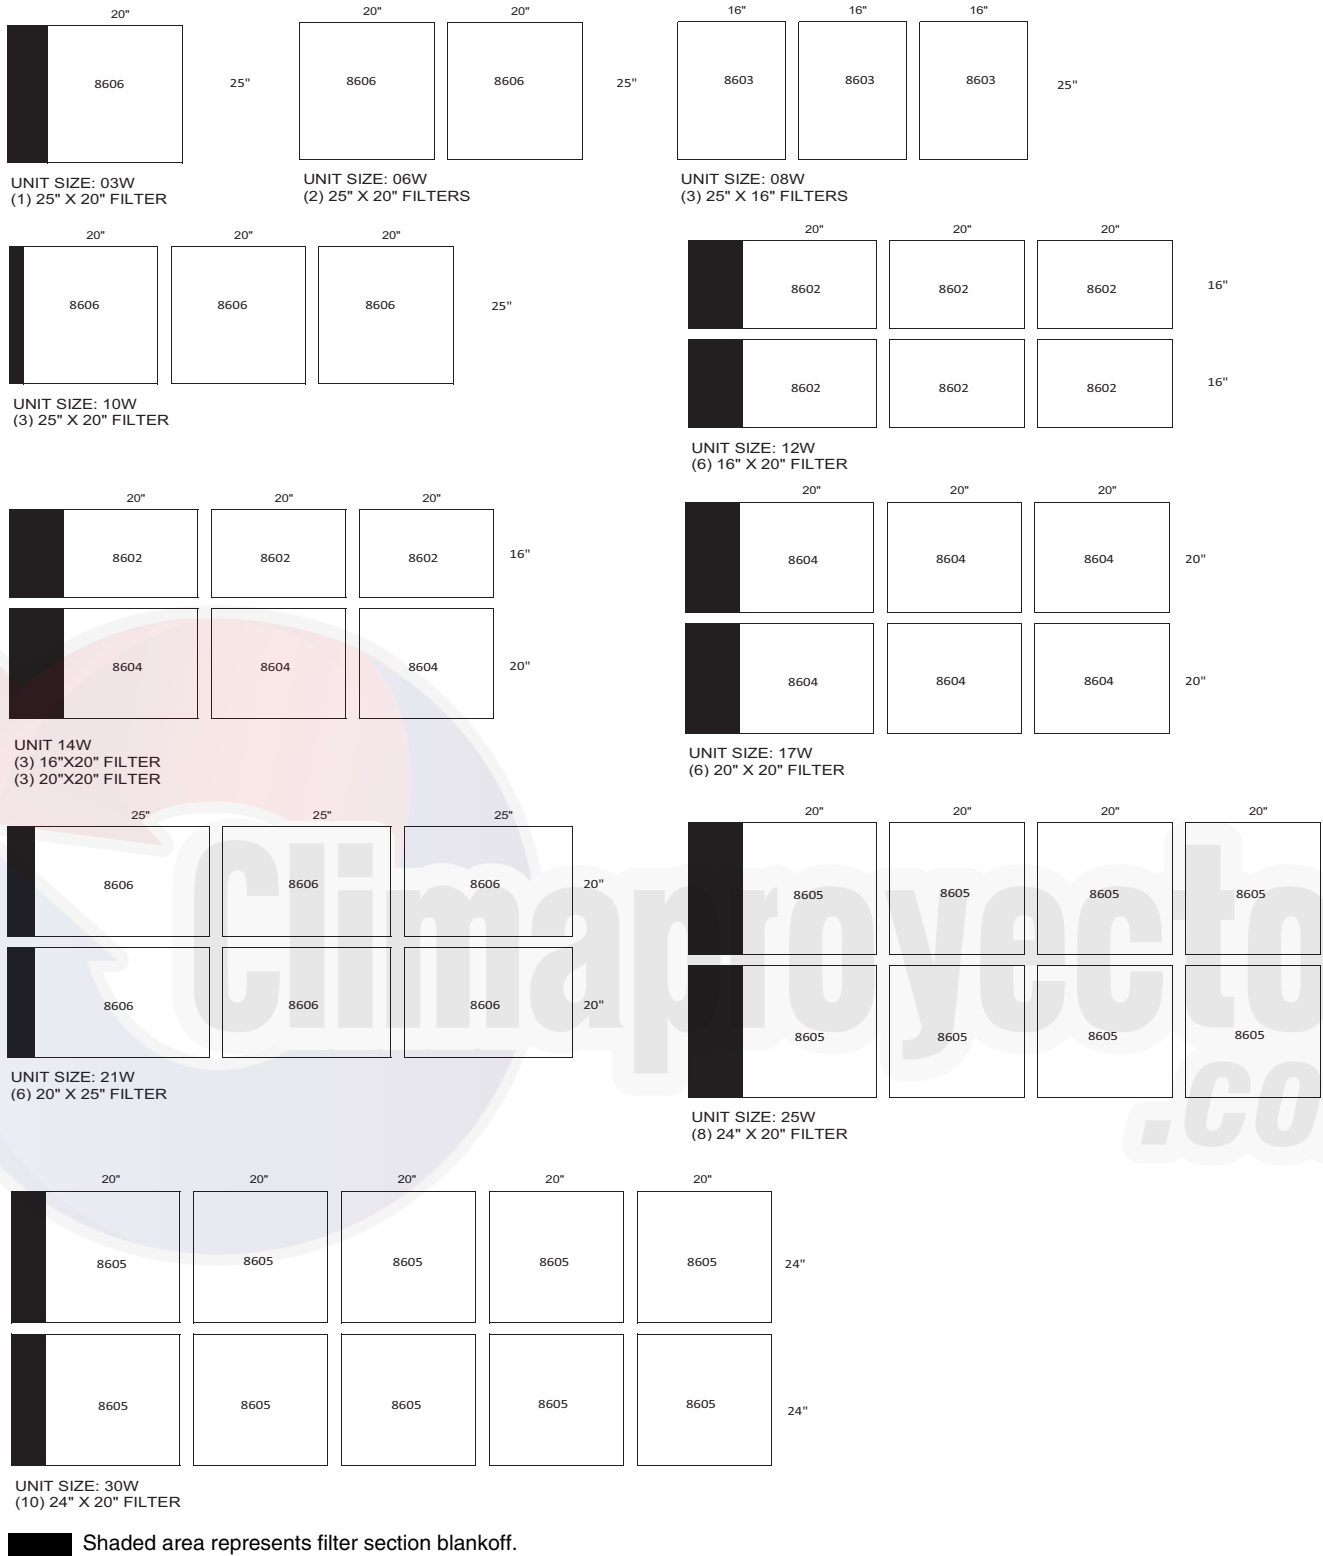 20"
8606
25"
UNIT SIZE: 03W
(1) 25" X 20" FILTER
20" 20"
8606 8606
25"
UNIT SIZE: 06W
(2) 25" X 20" FILTERS
16" 16" 16"
8603 8603 8603
25"
UNIT SIZE: 08W
(3) 25" X 16" FILTERS
20" 20" 20"
8606 8606 8606
25"
UNIT SIZE: 10W
(3) 25" X 20" FILTER
20" 20" 20"
8602 8602 8602
16"
8602 8602 8602
16"
UNIT SIZE: 12W
(6) 16" X 20" FILTER
20" 20" 20"
8602 8602 8602
16"
8604 8604 8604
20"
UNIT 14W
(3) 16"X20" FILTER
(3) 20"X20" FILTER
20" 20" 20"
8604 8604 8604
20"
8604 8604 8604
20"
UNIT SIZE: 17W
(6) 20" X 20" FILTER
25" 25" 25"
8606 8606 8606
20"
8606 8606 8606
20"
UNIT SIZE: 21W
(6) 20" X 25" FILTER
20" 20" 20" 20"
8605 8605 8605 8605
8605 8605 8605 8605
UNIT SIZE: 25W
(8) 24" X 20" FILTER
Climaproyecto
.co
20" 20" 20" 20" 20"
8605 8605 8605 8605 8605
24"
8605 8605 8605 8605 8605
24"
UNIT SIZE: 30W
(10) 24" X 20" FILTER
Shaded area represents filter section blankoff.